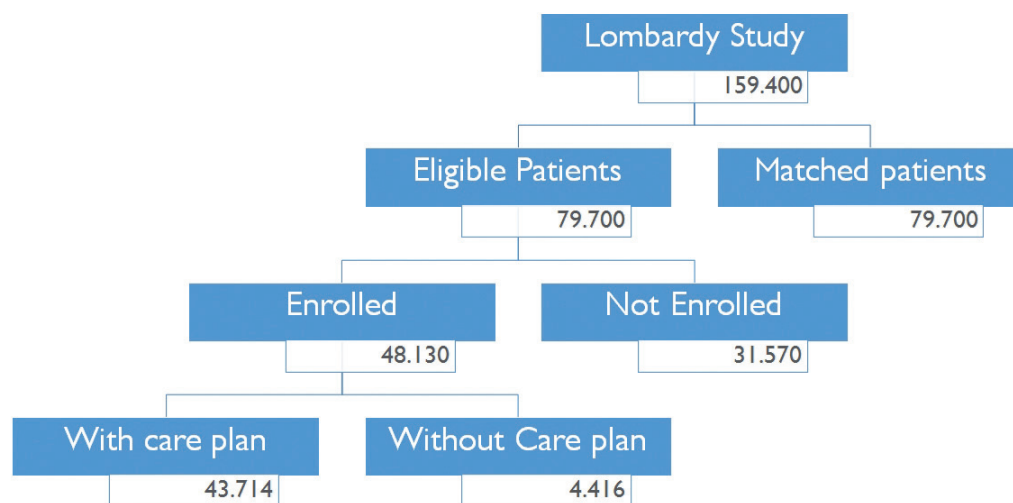 Lombardy Study
159.400
Eligible Patients
79.700
Matched patients
79.700
Enrolled
48.130
Not Enrolled
31.570
With care plan
43.714
Without Care plan
4.416